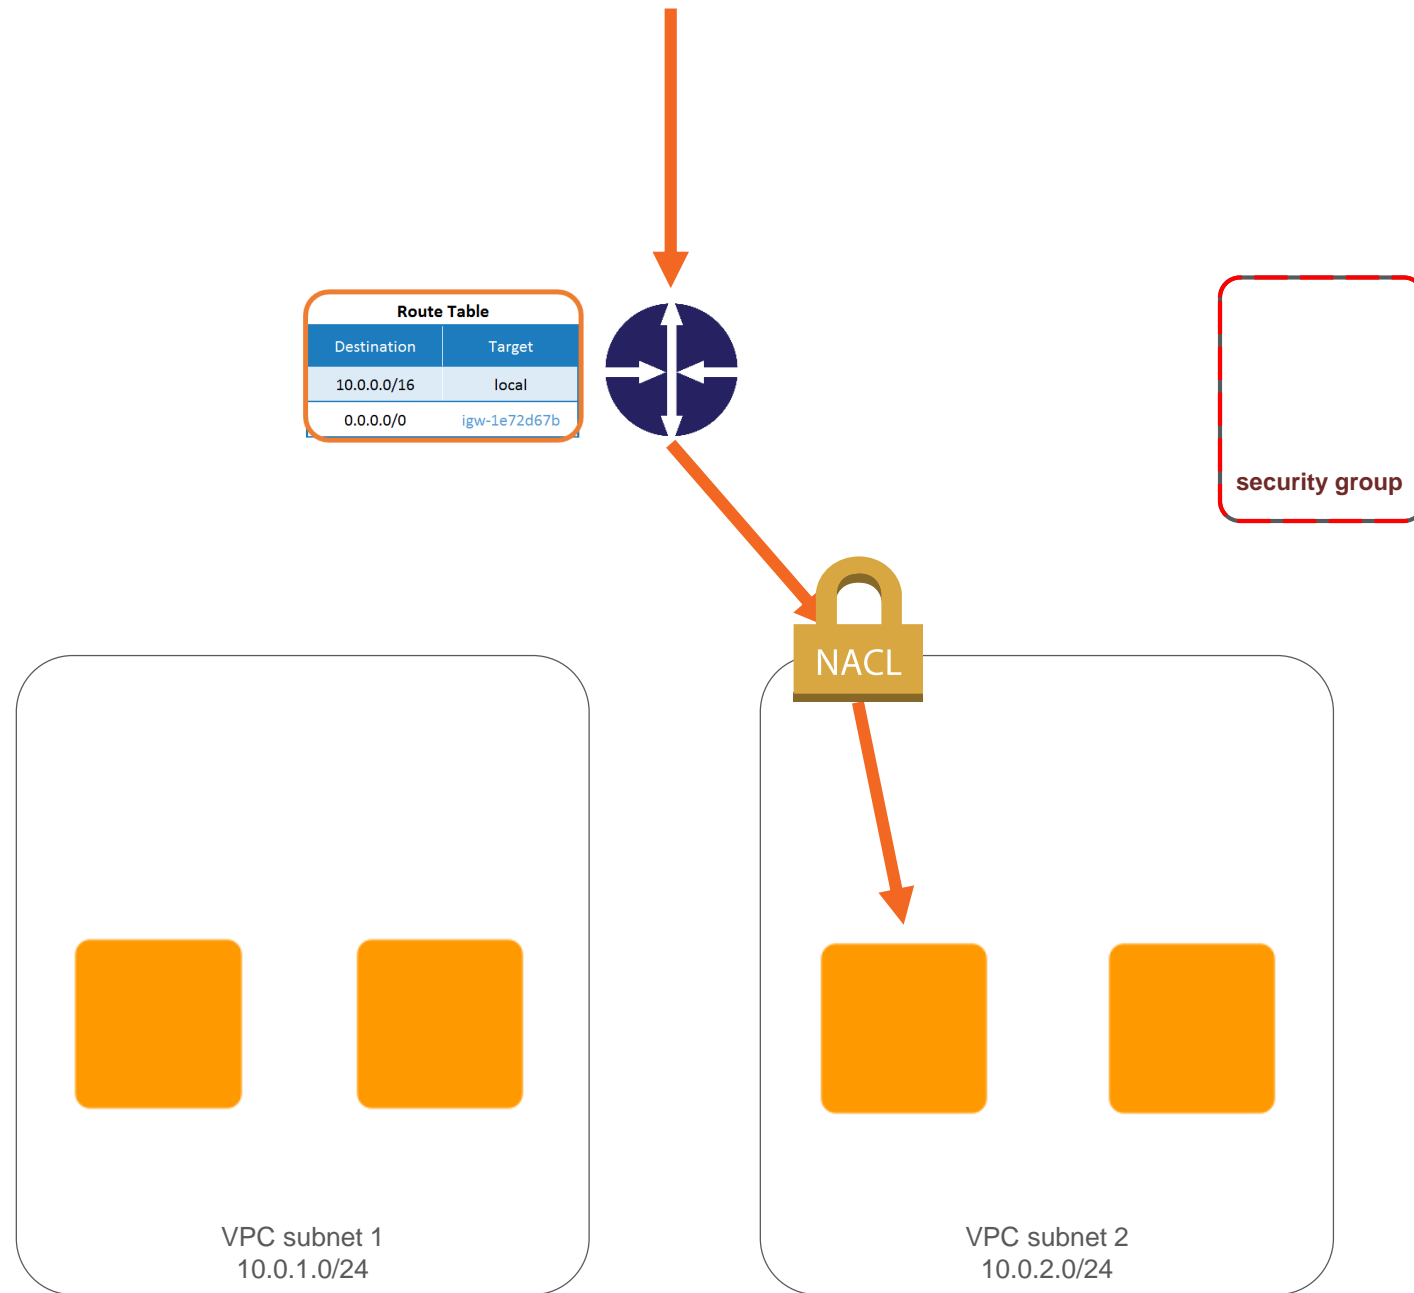 Route Table
Destination Target
10.0.0.0/16 local
0.0.0.0/0 igw-1e72d67b
security group
NACL
VPC subnet 1
10.0.1.0/24
VPC subnet 2
10.0.2.0/24